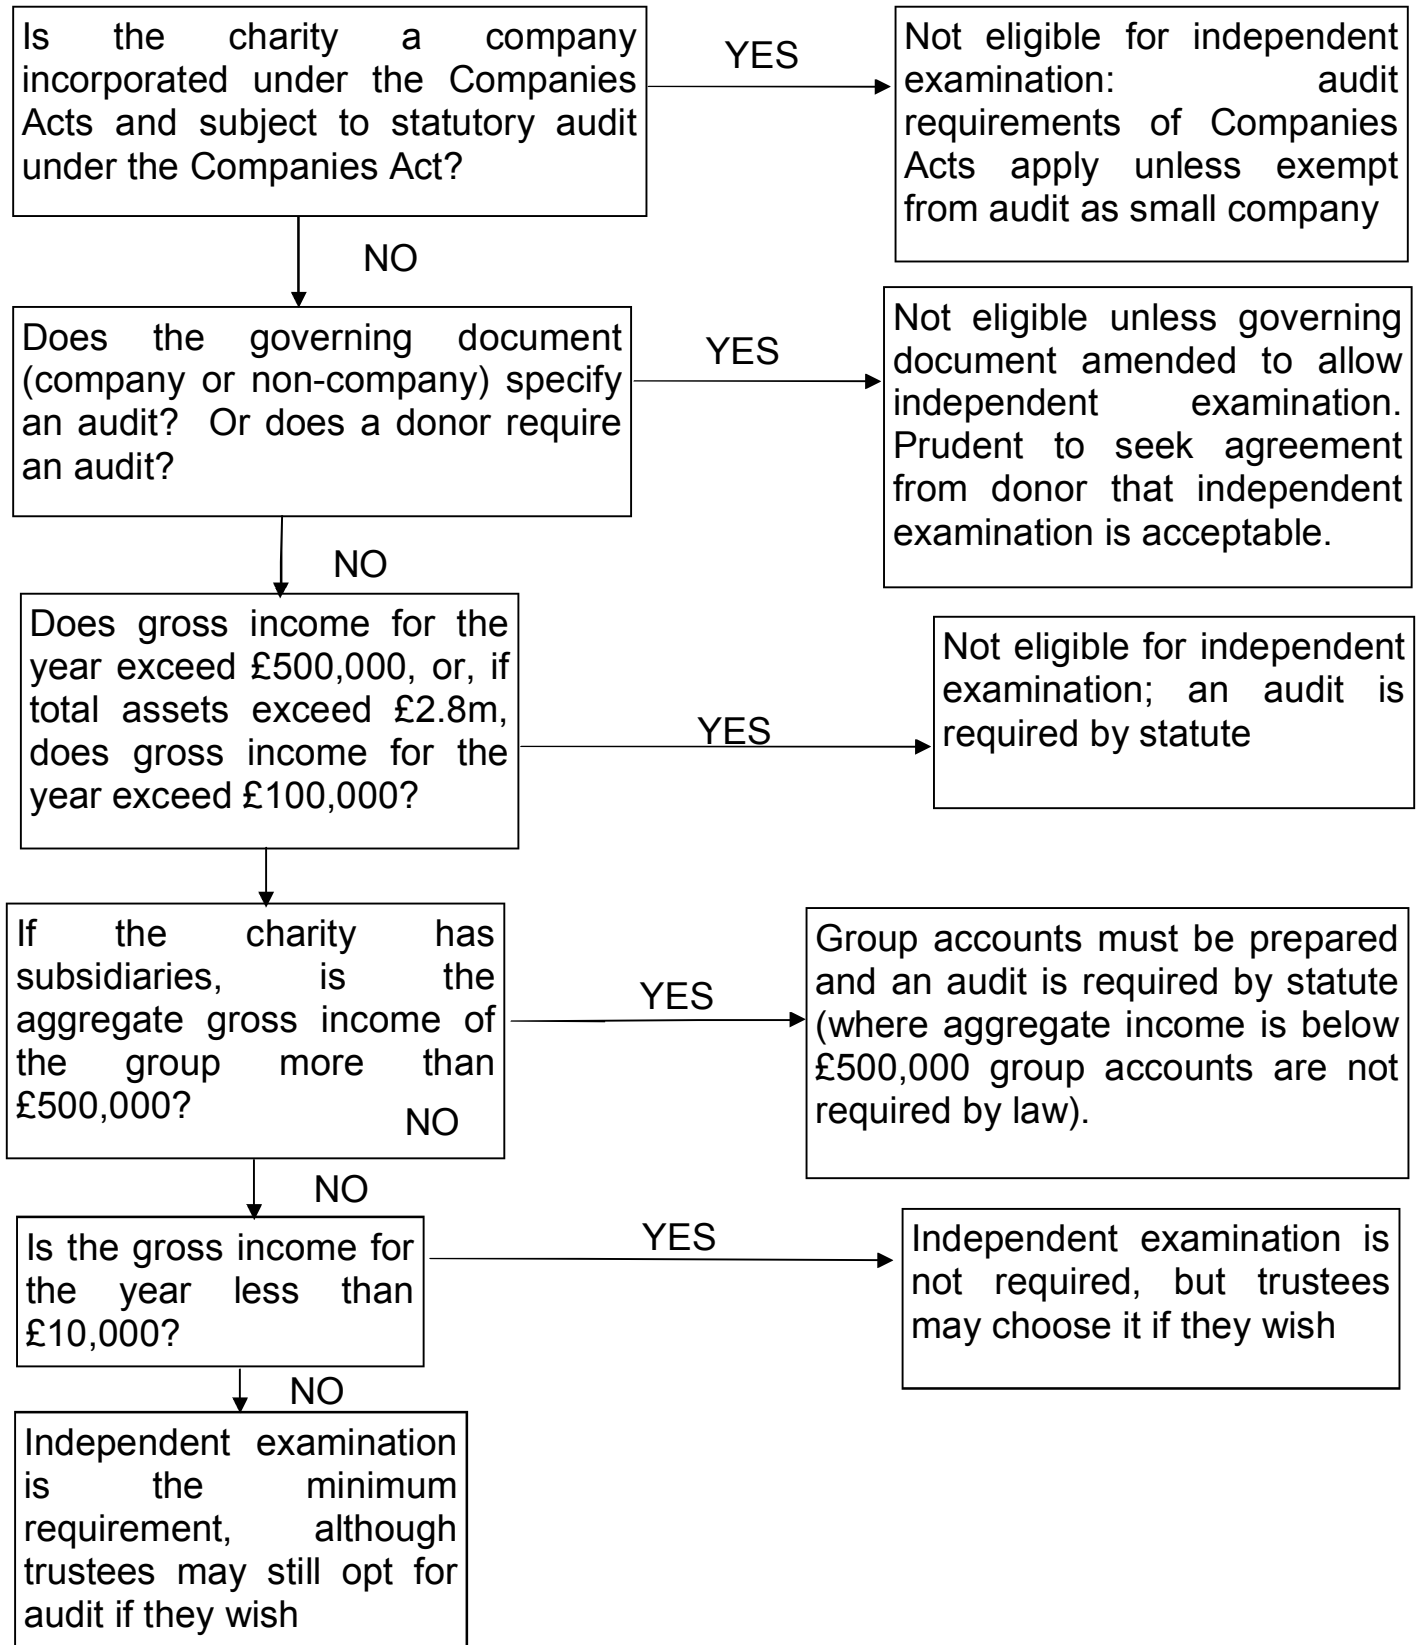 Is the charity a company
incorporated under the Companies
Acts and subject to statutory audit
under the Companies Act?
YES
Not eligible for independent
examination: audit
requirements of Companies
Acts apply unless exempt
from audit as small company
NO
Does the governing document
(company or non-company) specify
an audit? Or does a donor require
an audit?
YES
Not eligible unless governing
document amended to allow
independent examination.
Prudent to seek agreement
from donor that independent
examination is acceptable.
NO
Does gross income for the
year exceed £500,000, or, if
total assets exceed £2.8m,
does gross income for the
year exceed £100,000?
YES
Not eligible for independent
examination; an audit is
required by statute
If the charity has
subsidiaries, is the
aggregate gross income of
the group more than
£500,000?
NO
YES
Group accounts must be prepared
and an audit is required by statute
(where aggregate income is below
£500,000 group accounts are not
required by law).
NO
Is the gross income for
the year less than
£10,000?
YES
Independent examination is
not required, but trustees
may choose it if they wish
NO
Independent examination
is the minimum
requirement, although
trustees may still opt for
audit if they wish